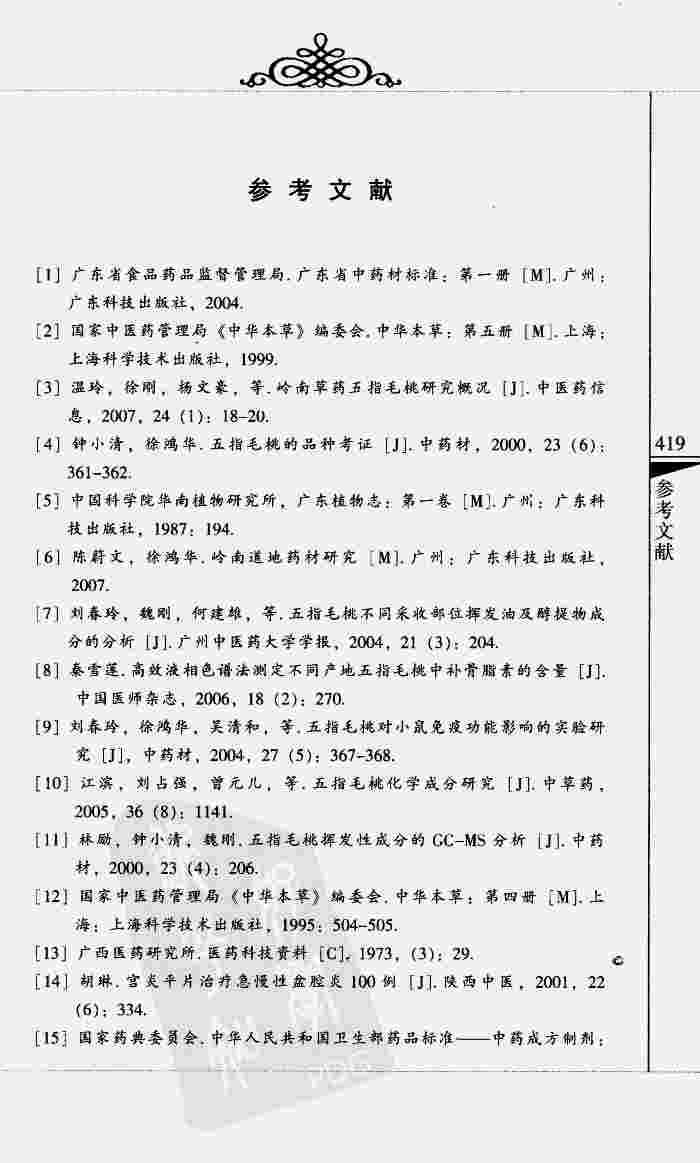 参考文献
[1] 广东省食品药品监督管理局.广东省中药材标准：第一册 [M].广州：
广东科技出版社，2004.
[2] 国家中医药管理局《中华本草》编委会.中华本草：第五册 [M].上海：
上海科学技术出版社，1999.
[3] 温玲，徐刚，杨文豪，等.岭南草药五指毛桃研究概况 [J].中医药信
息，2007，24 (1)：18-20.
[4] 钟小清，徐鸿华.五指毛桃的品种考证 [J].中药材，2000，23 (6)：
361-362.
[5] 中国科学院华南植物研究所，广东植物志：第一卷 [M].广州：广东科
技出版社，1987：194.
[6] 陈蔚文，徐鸿华.岭南道地药材研究 [M].广州：广东科技出版社，
2007.
[7] 刘春玲，魏刚，何建雄，等.五指毛桃不同采收部位挥发油及醇提物成
分的分析 [J].广州中医药大学学报，2004，21 (3)：204.
[8] 秦雪莲.高效液相色谱法测定不同产地五指毛桃中补骨脂素的含量 [J].
中国医师杂志，2006，18 (2)：270.
[9] 刘春玲，徐鸿华，吴清和，等.五指毛桃对小鼠免疫功能影响的实验研
究 [J]，中药材，2004，27 (5)：367-368.
[10] 江滨，刘占强，曾元儿，等.五指毛桃化学成分研究 [J].中草药，
2005，36 (8)：1141.
[11] 林励，钟小清，魏刚.五指毛桃挥发性成分的GC-MS分析 [J].中药
材，2000，23 (4)：206.
[12] 国家中医药管理局《中华本草》编委会.中华本草：第四册 [M].上
海：上海科学技术出版社，1995：504-505.
[13] 广西医药研究所.医药科技资料 [C]，1973，(3)：29.
[14] 胡琳.宫炎平片治疗急慢性盆腔炎100例 [J].陕西中医，2001，22
(6)：334.
[15] 国家药典委员会.中华人民共和国卫生部药品标准——中药成方制剂：
419
参考文献